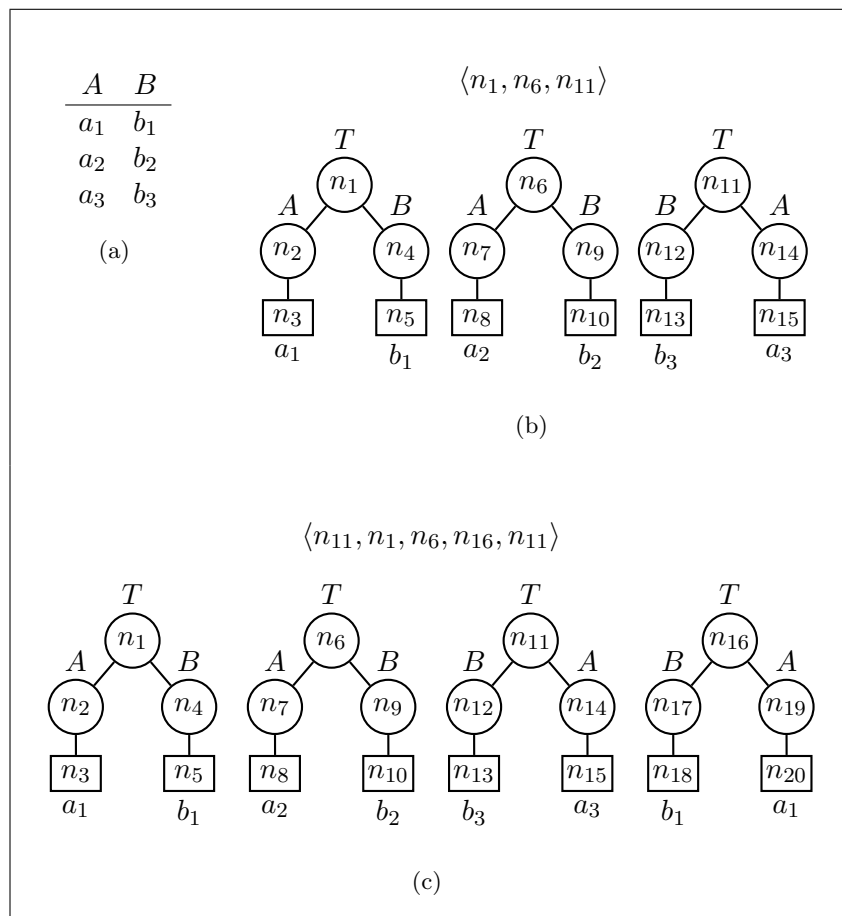 A B
a₁ b₁
a₂ b₂
a₃ b₃
(a)
⟨n₁, n₆, n₁₁⟩
T T T
n₁ n₆ n₁₁
A B A B B A
n₂ n₄ n₇ n₉ n₁₂ n₁₄
n₃ n₅ n₈ n₁₀ n₁₃ n₁₅
a₁ b₁ a₂ b₂ b₃ a₃
(b)
⟨n₁₁, n₁, n₆, n₁₆, n₁₁⟩
T T T T
n₁ n₆ n₁₁ n₁₆
A B A B B A B A
n₂ n₄ n₇ n₉ n₁₂ n₁₄ n₁₇ n₁₉
n₃ n₅ n₈ n₁₀ n₁₃ n₁₅ n₁₈ n₂₀
a₁ b₁ a₂ b₂ b₃ a₃ b₁ a₁
(c)